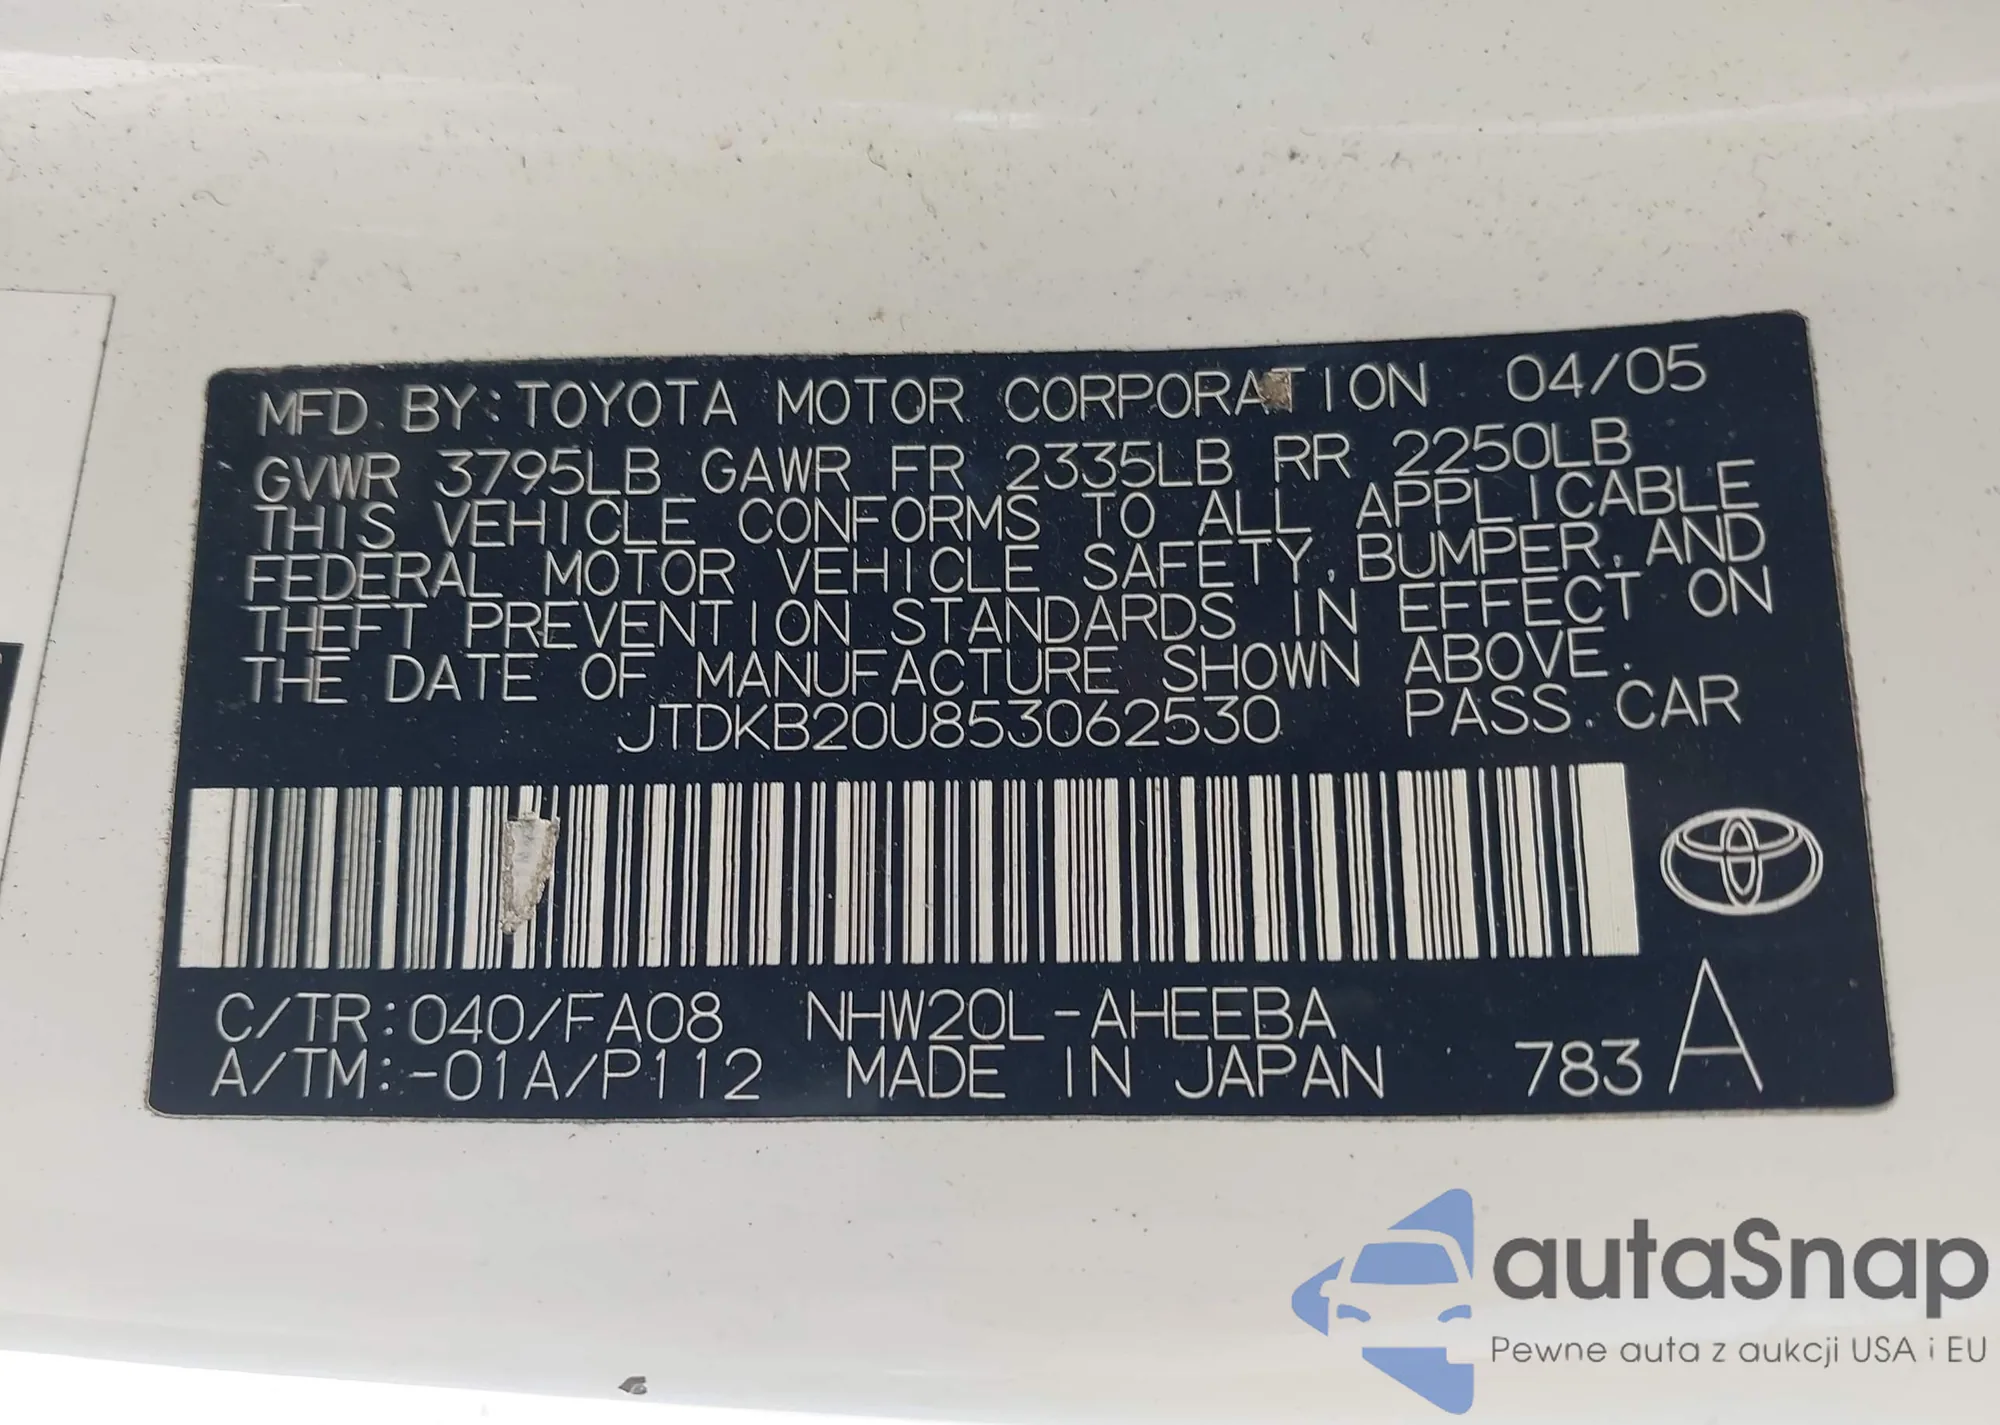 MFD. BY: TOYOTA MOTOR CORPORATION 04/05
GVWR 3795LB GAWR FR 2335LB RR 2250LB
THIS VEHICLE CONFORMS TO ALL APPLICABLE
FEDERAL MOTOR VEHICLE SAFETY, BUMPER, AND
THEFT PREVENTION STANDARDS IN EFFECT ON
THE DATE OF MANUFACTURE SHOWN ABOVE.
JTDKB20U853062530 PASS. CAR
C/TR:040/FA08 NHW20L-AHEEBA
A/TM:-01A/P112 MADE IN JAPAN 783 A
autaSnap
Pewne auta z aukcji USA i EU